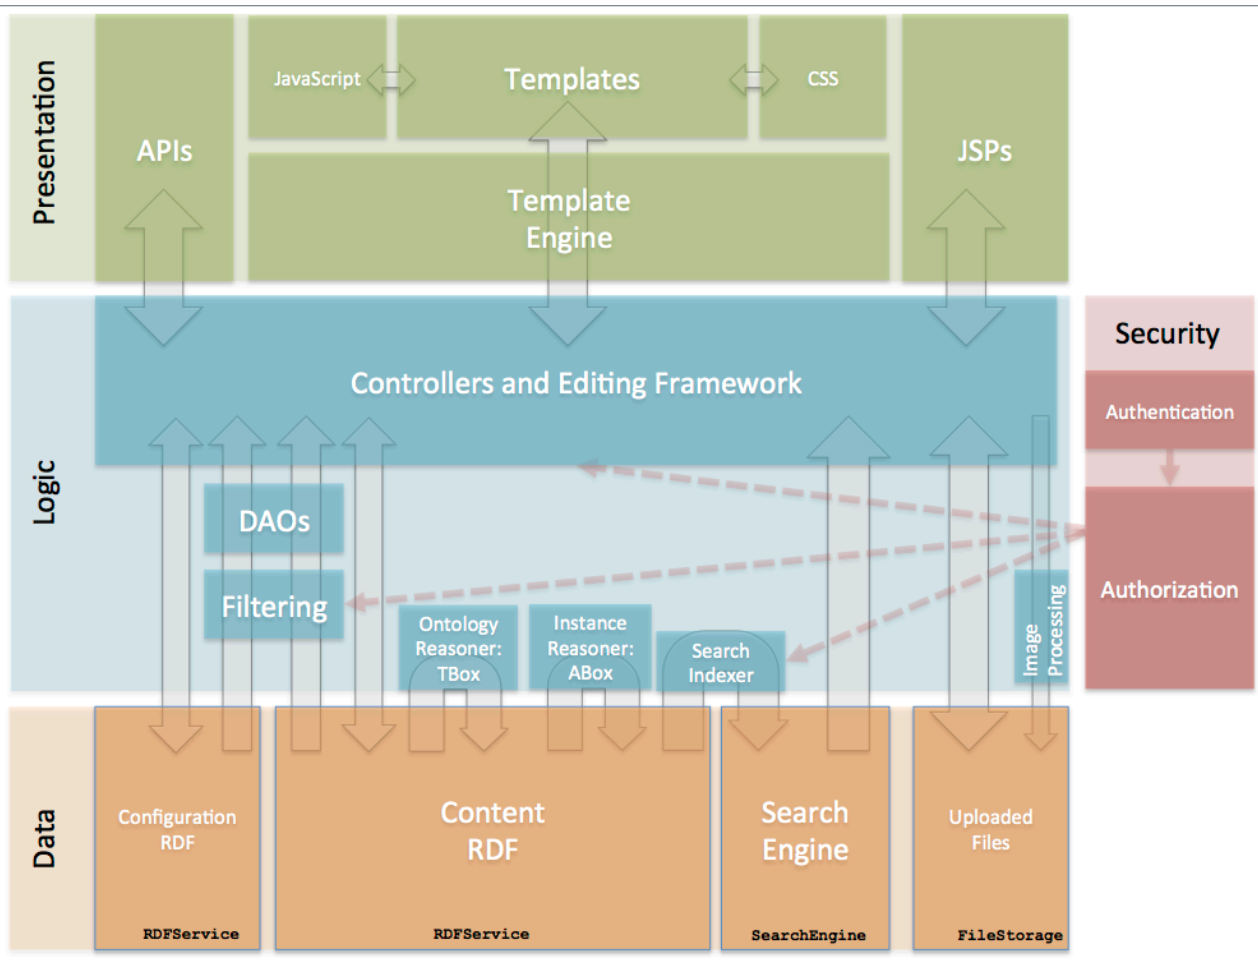 Presentation
APIs
JavaScript
Templates
CSS
JSPs
Template
Engine
Logic
Controllers and Editing Framework
DAOs
Filtering
Ontology
Reasoner:
TBox
Instance
Reasoner:
ABox
Search
Indexer
Image
Processing
Security
Authentication
Authorization
Data
Configuration
RDF
RDFService
Content
RDF
RDFService
Search
Engine
SearchEngine
Uploaded
Files
FileStorage